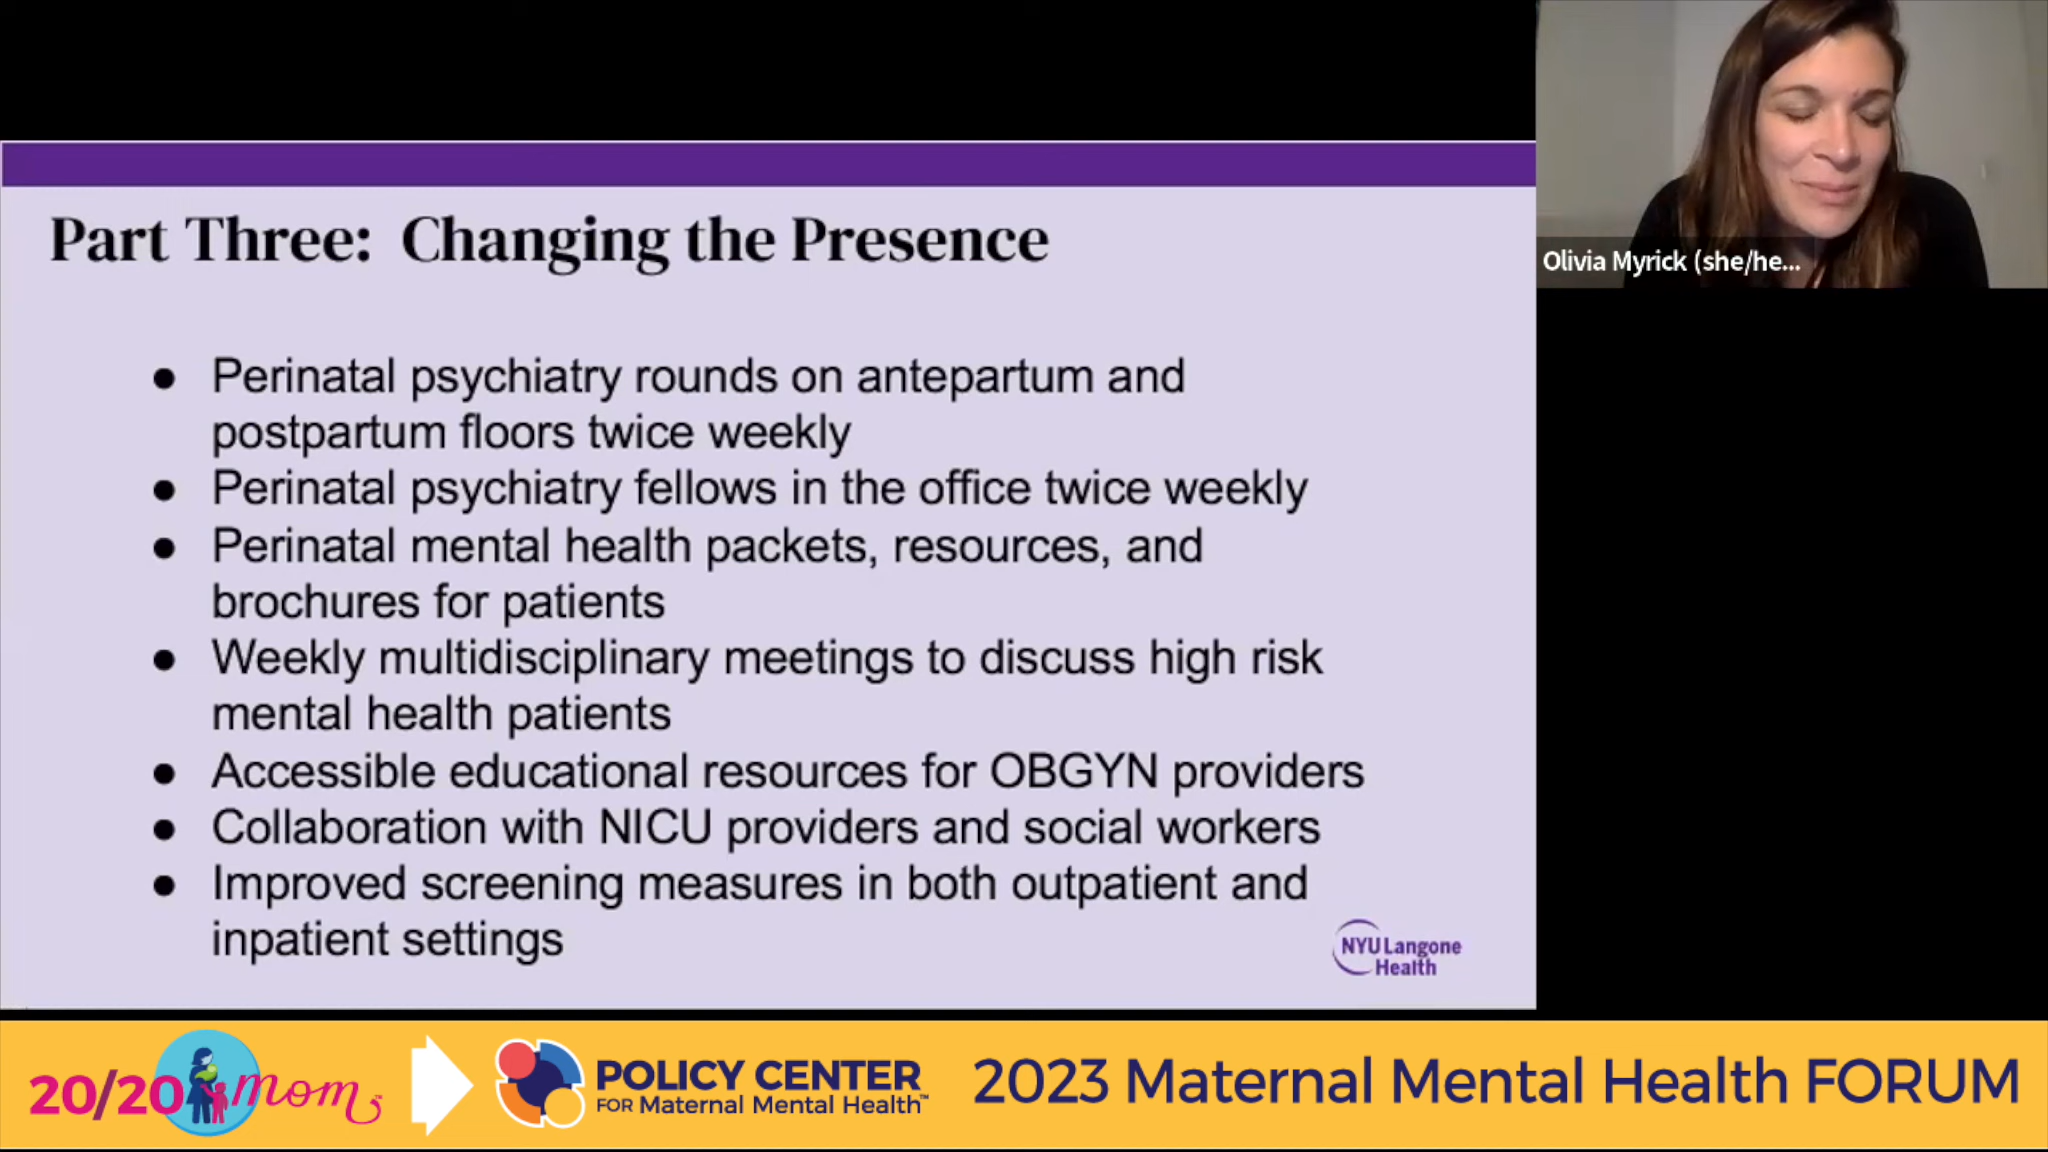 Part Three: Changing the Presence
● Perinatal psychiatry rounds on antepartum and
postpartum floors twice weekly
● Perinatal psychiatry fellows in the office twice weekly
● Perinatal mental health packets, resources, and
brochures for patients
● Weekly multidisciplinary meetings to discuss high risk
mental health patients
● Accessible educational resources for OBGYN providers
● Collaboration with NICU providers and social workers
● Improved screening measures in both outpatient and
inpatient settings
NYU Langone
Health
Olivia Myrick (she/he...
20/20 mom
POLICY CENTER
FOR Maternal Mental Health™
2023 Maternal Mental Health FORUM